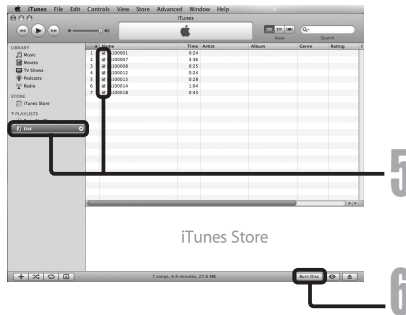 iTunes File Edit Controls View Store Advanced Window Help
iTunes
View Search
LIBRARY
Music
Movies
TV Shows
Podcasts
Radio
STORE
iTunes Store
PLAYLISTS
List
Name Time Artist Album Genre Rating
1 100001 0:24
2 100007 3:36
3 100008 0:25
4 100012 0:24
5 100013 0:28
6 100014 1:04
7 100018 0:43
5
iTunes Store
7 songs, 6.9 minutes, 27.6 MB
Burn Disc
6